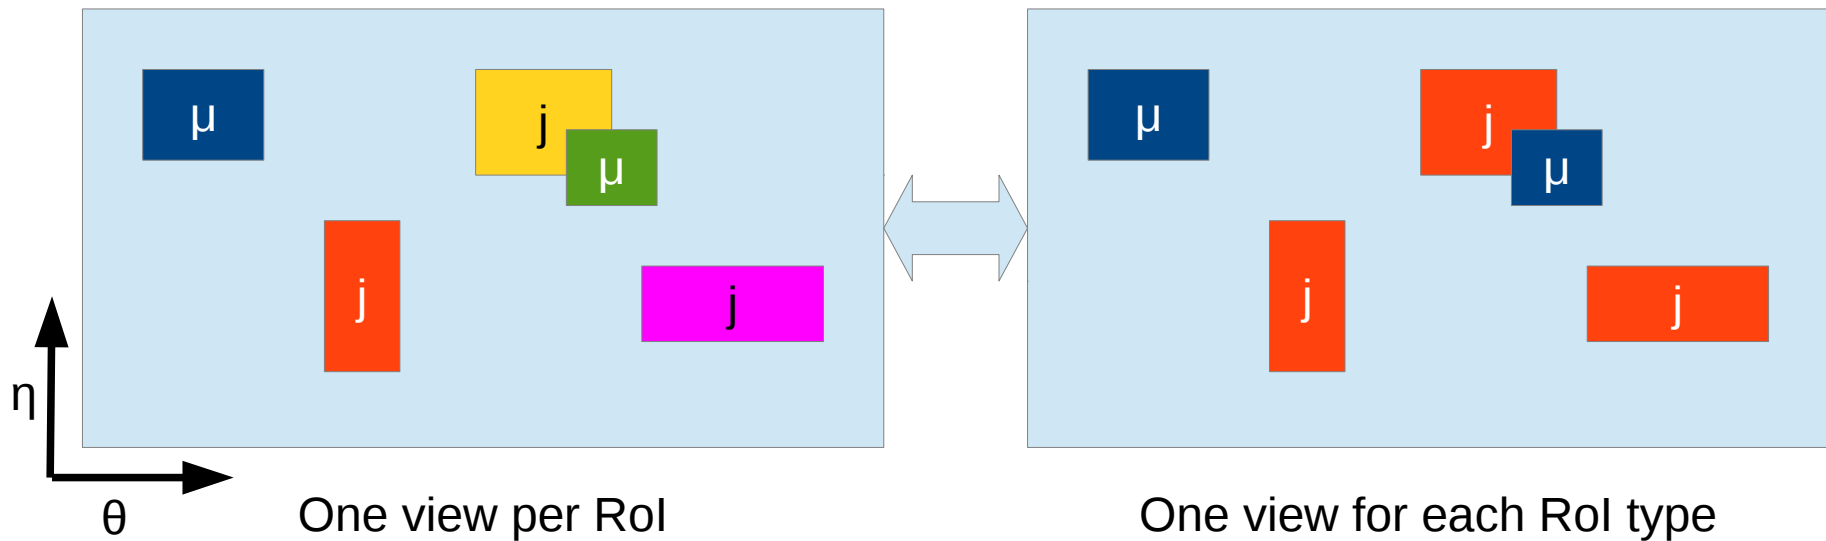 μ
j
μ
j
j
μ
j
μ
j
j
η
θ
One view per RoI
One view for each RoI type